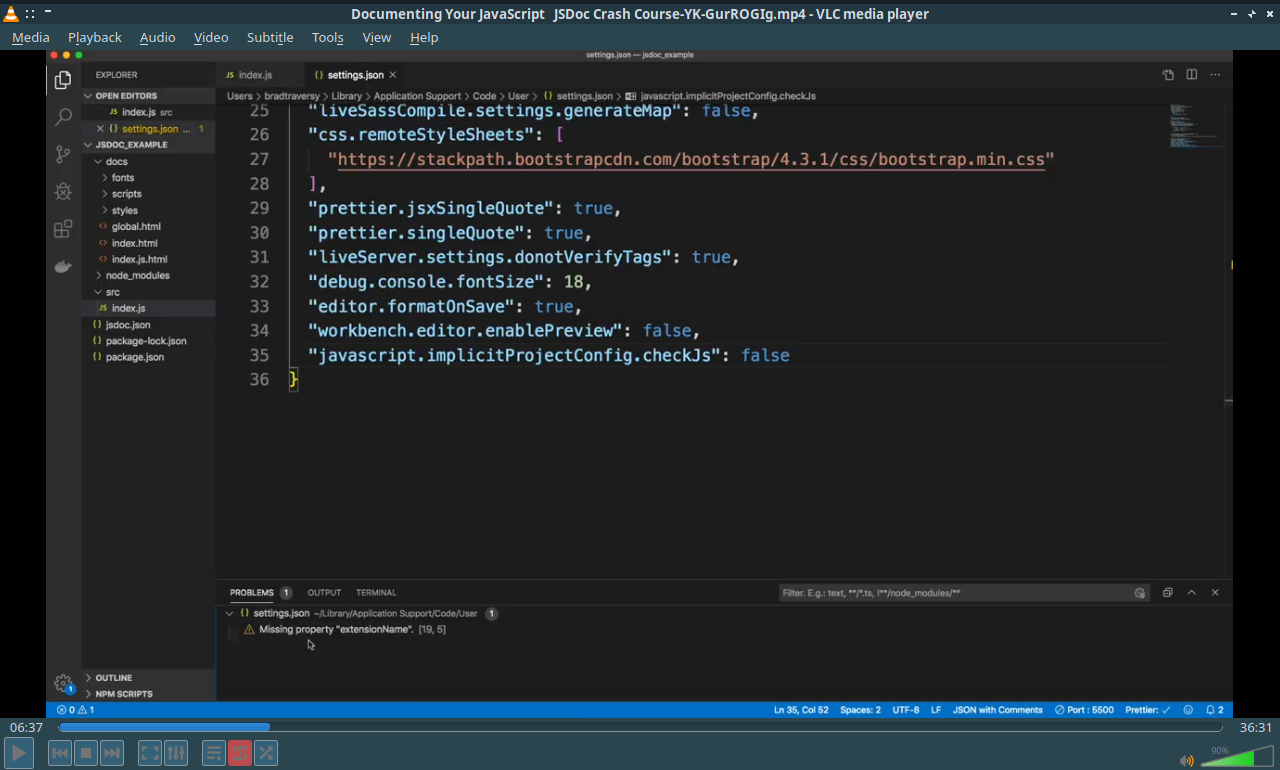 Documenting Your JavaScript JSDoc Crash Course-YK-GurROGIg.mp4 - VLC media player
Media Playback Audio Video Subtitle Tools View Help
settings.json — jsdoc_example
EXPLORER
OPEN EDITORS
index.js src
settings.json ... 1
JSDOC_EXAMPLE
docs
fonts
scripts
styles
global.html
index.html
index.js.html
node_modules
src
JS index.js
jsdoc.json
package-lock.json
package.json
OUTLINE
NPM SCRIPTS
JS index.js {} settings.json
Users > bradtraversy > Library > Application Support > Code > User > {} settings.json > javascript.implicitProjectConfig.checkJs
25 "liveSassCompile.settings.generateMap": false,
26 "css.remoteStyleSheets": [
27 "https://stackpath.bootstrapcdn.com/bootstrap/4.3.1/css/bootstrap.min.css"
28 ],
29 "prettier.jsxSingleQuote": true,
30 "prettier.singleQuote": true,
31 "liveServer.settings.donotVerifyTags": true,
32 "debug.console.fontSize": 18,
33 "editor.formatOnSave": true,
34 "workbench.editor.enablePreview": false,
35 "javascript.implicitProjectConfig.checkJs": false
36 }
PROBLEMS 1 OUTPUT TERMINAL Filter. E.g.: text, **/*.ts, !**/node_modules/**
{} settings.json ~/Library/Application Support/Code/User 1
Missing property "extensionName". [19, 5]
1
0 1 Ln 35, Col 52 Spaces: 2 UTF-8 LF JSON with Comments Port : 5500 Prettier: ✓ 2
06:37 36:31
90%